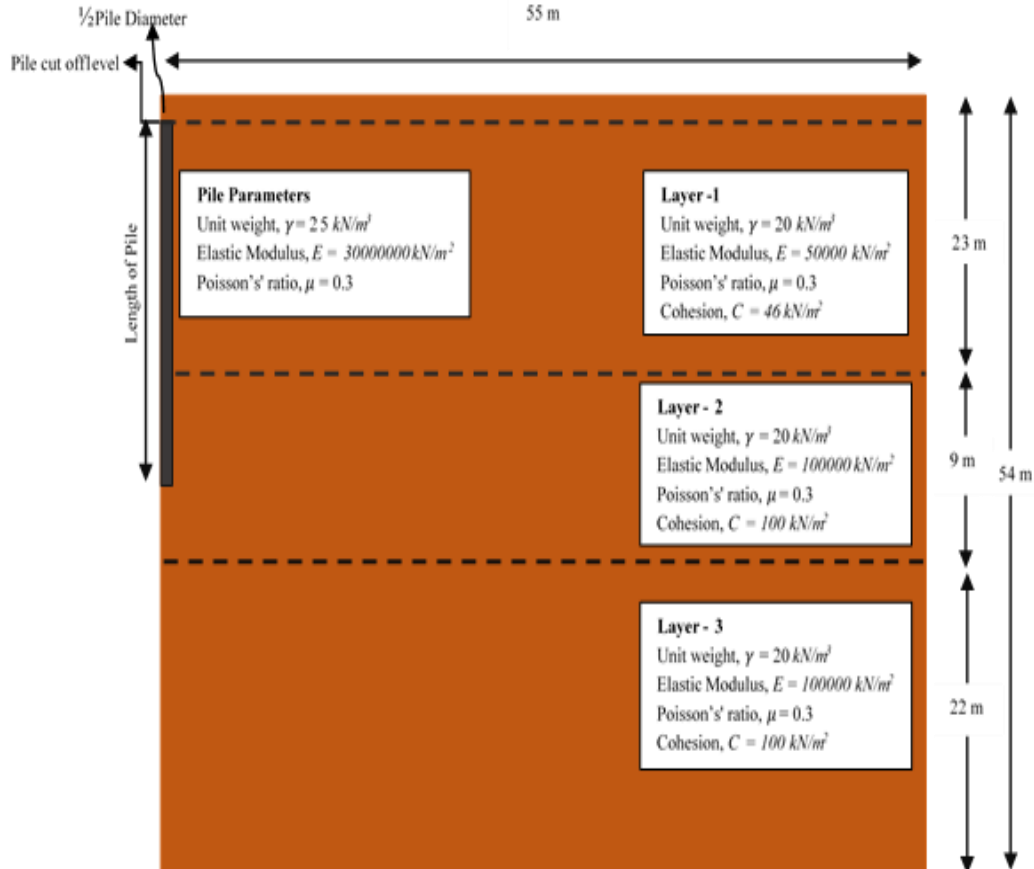 ½Pile Diameter
55 m
Pile cut offlevel
Length of Pile
Pile Parameters
Unit weight, γ = 25 kN/m³
Elastic Modulus, E = 30000000 kN/m²
Poisson's' ratio, μ = 0.3
Layer -1
Unit weight, γ = 20 kN/m³
Elastic Modulus, E = 50000 kN/m²
Poisson's' ratio, μ = 0.3
Cohesion, C = 46 kN/m²
23 m
Layer - 2
Unit weight, γ = 20 kN/m³
Elastic Modulus, E = 100000 kN/m²
Poisson's' ratio, μ = 0.3
Cohesion, C = 100 kN/m²
9 m
54 m
Layer - 3
Unit weight, γ = 20 kN/m³
Elastic Modulus, E = 100000 kN/m²
Poisson's' ratio, μ = 0.3
Cohesion, C = 100 kN/m²
22 m